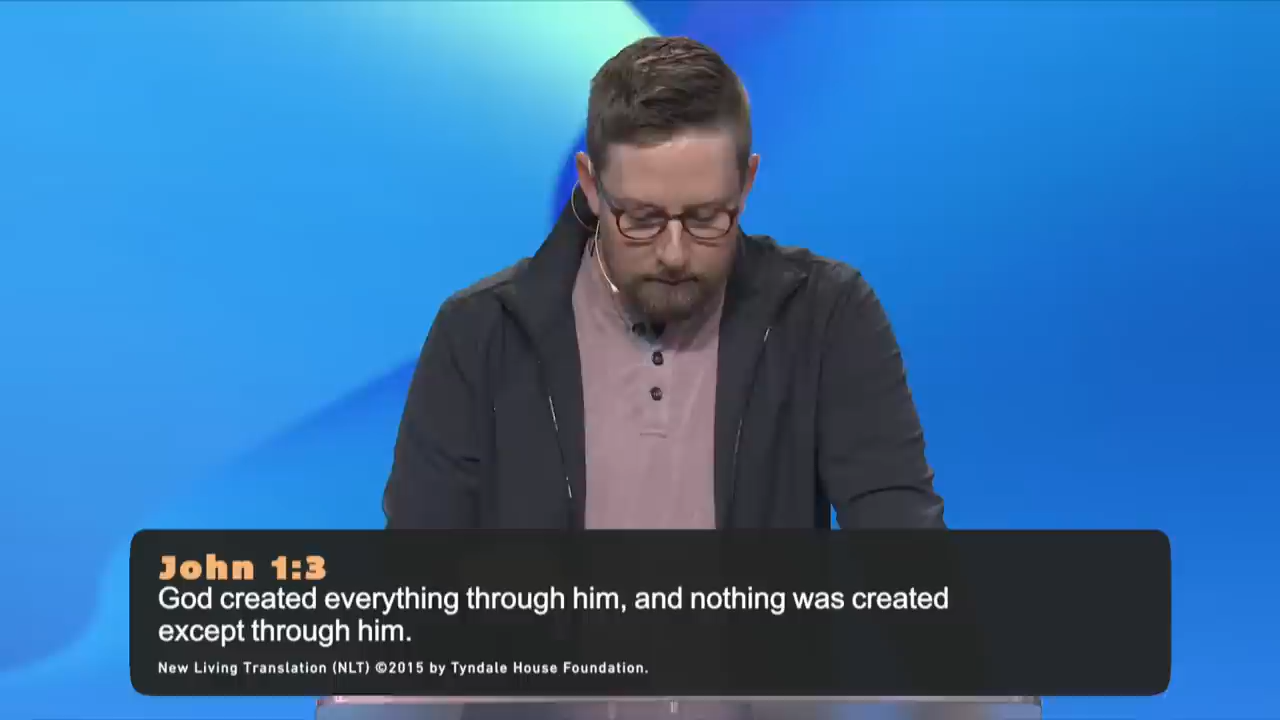 John 1:3
God created everything through him, and nothing was created
except through him.
New Living Translation (NLT) ©2015 by Tyndale House Foundation.